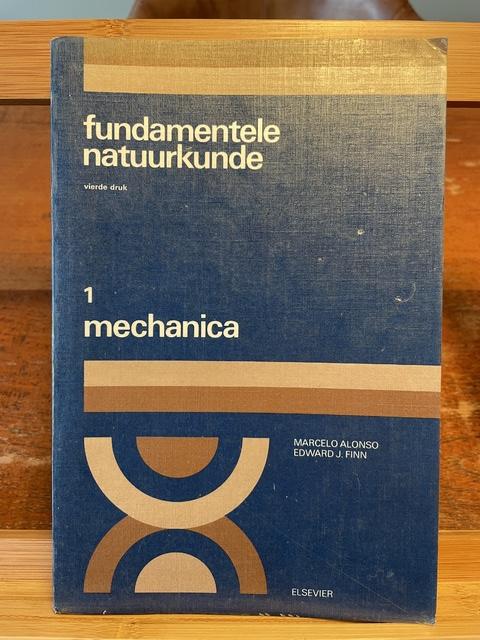 fundamentele
natuurkunde
vierde druk
1
mechanica
MARCELO ALONSO
EDWARD J. FINN
ELSEVIER